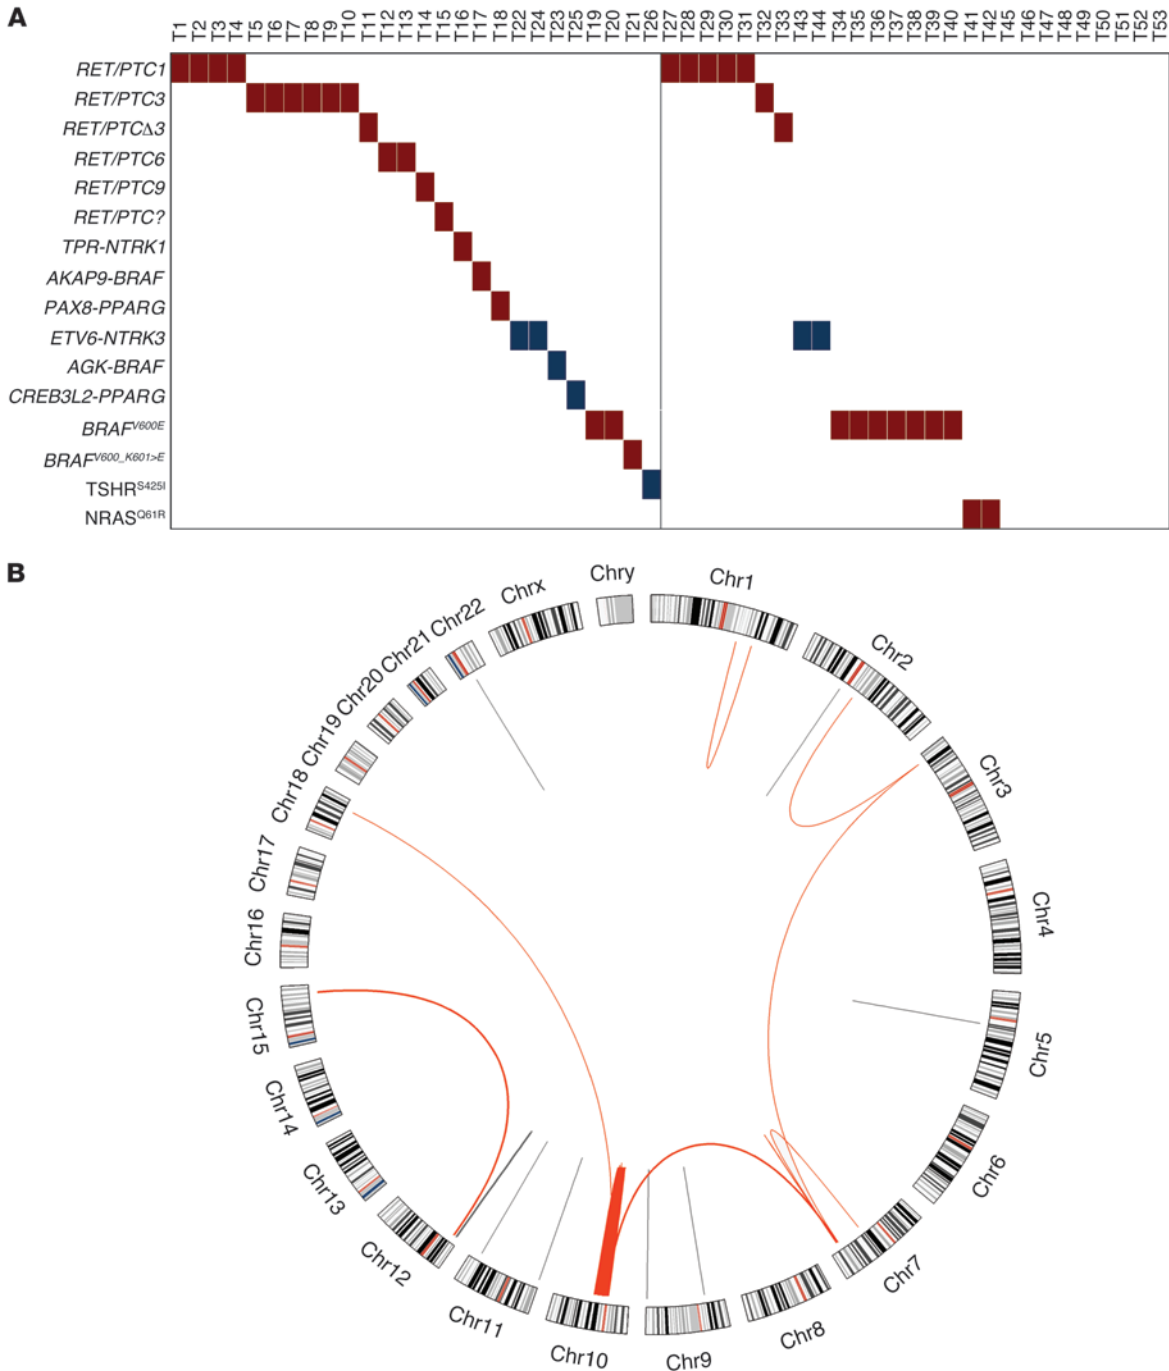 A
T1 T2 T3 T4 T5 T6 T7 T8 T9 T10 T11 T12 T13 T14 T15 T16 T17 T18 T22 T24 T23 T25 T19 T20 T21 T26 T27 T28 T29 T30 T31 T32 T33 T43 T44 T34 T35 T36 T37 T38 T39 T40 T41 T42 T45 T46 T47 T48 T49 T50 T51 T52 T53
RET/PTC1
RET/PTC3
RET/PTCΔ3
RET/PTC6
RET/PTC9
RET/PTC?
TPR-NTRK1
AKAP9-BRAF
PAX8-PPARG
ETV6-NTRK3
AGK-BRAF
CREB3L2-PPARG
BRAFV600E
BRAFV600_K601>E
TSHRS425I
NRASQ61R
B
Chr1
Chr2
Chr3
Chr4
Chr5
Chr6
Chr7
Chr8
Chr9
Chr10
Chr11
Chr12
Chr13
Chr14
Chr15
Chr16
Chr17
Chr18
Chr19
Chr20
Chr21
Chr22
Chrx
Chry